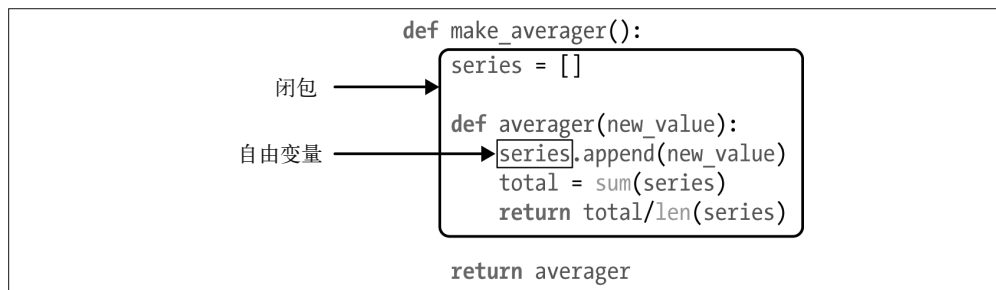 def make_averager():
series = []
闭包
def averager(new_value):
自由变量
series.append(new_value)
total = sum(series)
return total/len(series)
return averager